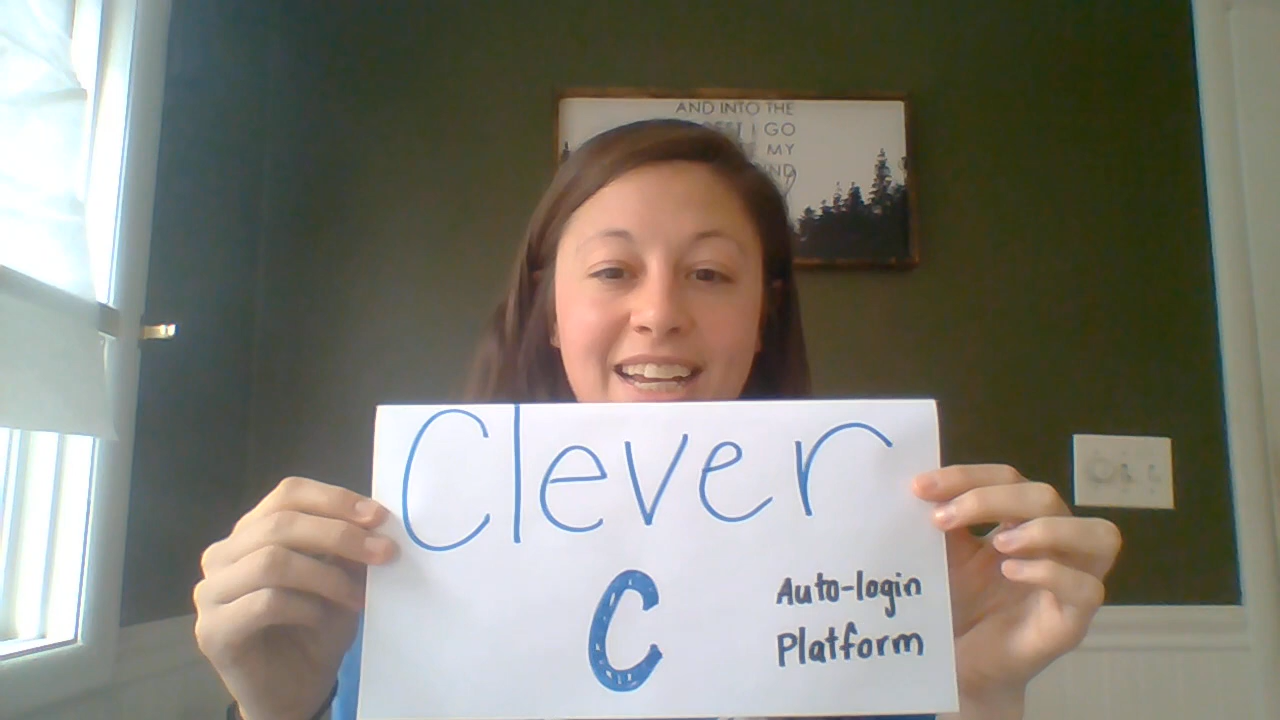 AND INTO THE
I GO
MY
Clever
C
Auto-login
Platform